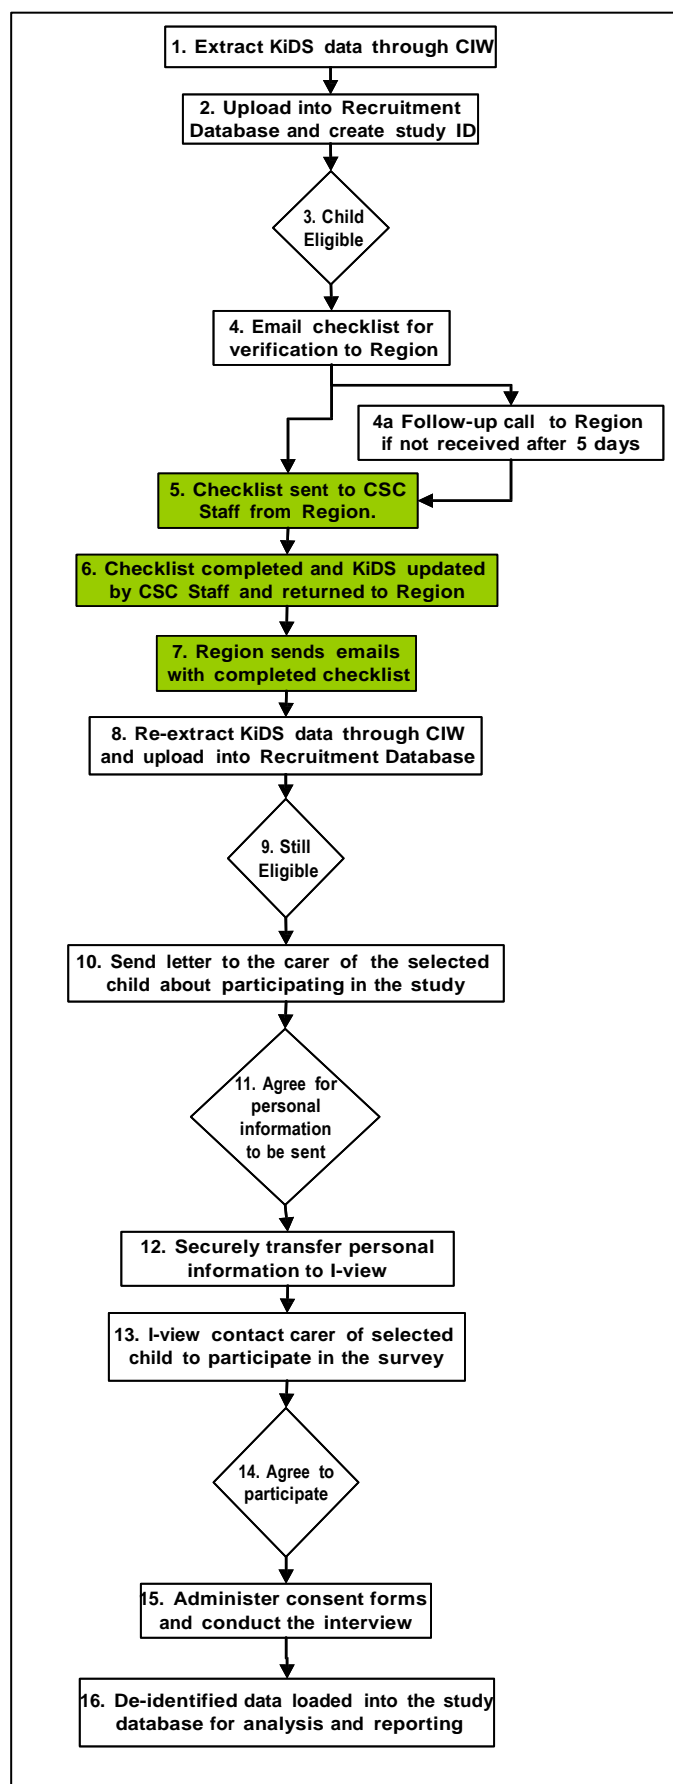 1. Extract KiDS data through CIW
2. Upload into Recruitment
Database and create study ID
3. Child
Eligible
4. Email checklist for
verification to Region
4a Follow-up call to Region
if not received after 5 days
5. Checklist sent to CSC
Staff from Region.
6. Checklist completed and KiDS updated
by CSC Staff and returned to Region
7. Region sends emails
with completed checklist
8. Re-extract KiDS data through CIW
and upload into Recruitment Database
9. Still
Eligible
10. Send letter to the carer of the selected
child about participating in the study
11. Agree for
personal
information
to be sent
12. Securely transfer personal
information to I-view
13. I-view contact carer of selected
child to participate in the survey
14. Agree to
participate
15. Administer consent forms
and conduct the interview
16. De-identified data loaded into the study
database for analysis and reporting